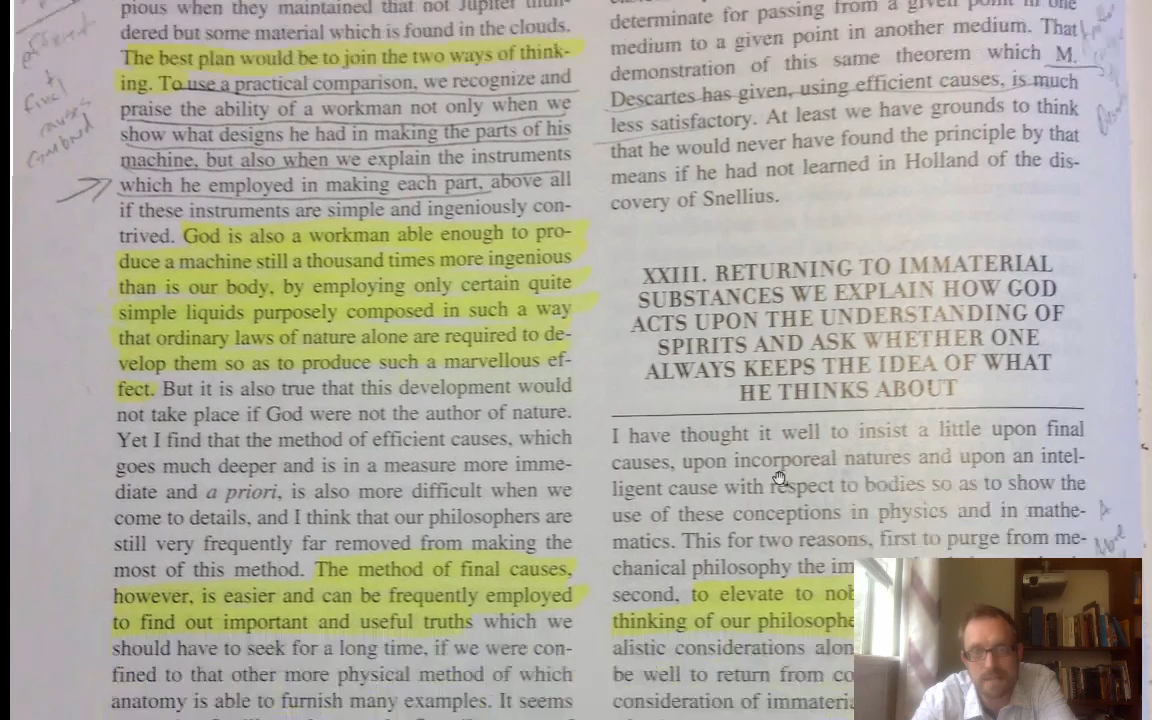 pious when they maintained that not Jupiter thun-
dered but some material which is found in the clouds.
The best plan would be to join the two ways of think-
ing. To use a practical comparison, we recognize and
praise the ability of a workman not only when we
show what designs he had in making the parts of his
machine, but also when we explain the instruments
which he employed in making each part, above all
if these instruments are simple and ingeniously con-
trived. God is also a workman able enough to pro-
duce a machine still a thousand times more ingenious
than is our body, by employing only certain quite
simple liquids purposely composed in such a way
that ordinary laws of nature alone are required to de-
velop them so as to produce such a marvellous ef-
fect. But it is also true that this development would
not take place if God were not the author of nature.
Yet I find that the method of efficient causes, which
goes much deeper and is in a measure more imme-
diate and a priori, is also more difficult when we
come to details, and I think that our philosophers are
still very frequently far removed from making the
most of this method. The method of final causes,
however, is easier and can be frequently employed
to find out important and useful truths which we
should have to seek for a long time, if we were con-
fined to that other more physical method of which
anatomy is able to furnish many examples. It seems
efficient
+
final
causes
combined
determinate for passing from a given point in one
medium to a given point in another medium. That
demonstration of this same theorem which M.
Descartes has given, using efficient causes, is much
less satisfactory. At least we have grounds to think
that he would never have found the principle by that
means if he had not learned in Holland of the dis-
covery of Snellius.
XXIII. RETURNING TO IMMATERIAL
SUBSTANCES WE EXPLAIN HOW GOD
ACTS UPON THE UNDERSTANDING OF
SPIRITS AND ASK WHETHER ONE
ALWAYS KEEPS THE IDEA OF WHAT
HE THINKS ABOUT
I have thought it well to insist a little upon final
causes, upon incorporeal natures and upon an intel-
ligent cause with respect to bodies so as to show the
use of these conceptions in physics and in mathe-
matics. This for two reasons, first to purge from me-
chanical philosophy the im
second, to elevate to nob
thinking of our philosophe
alistic considerations alon
be well to return from co
consideration of immateria